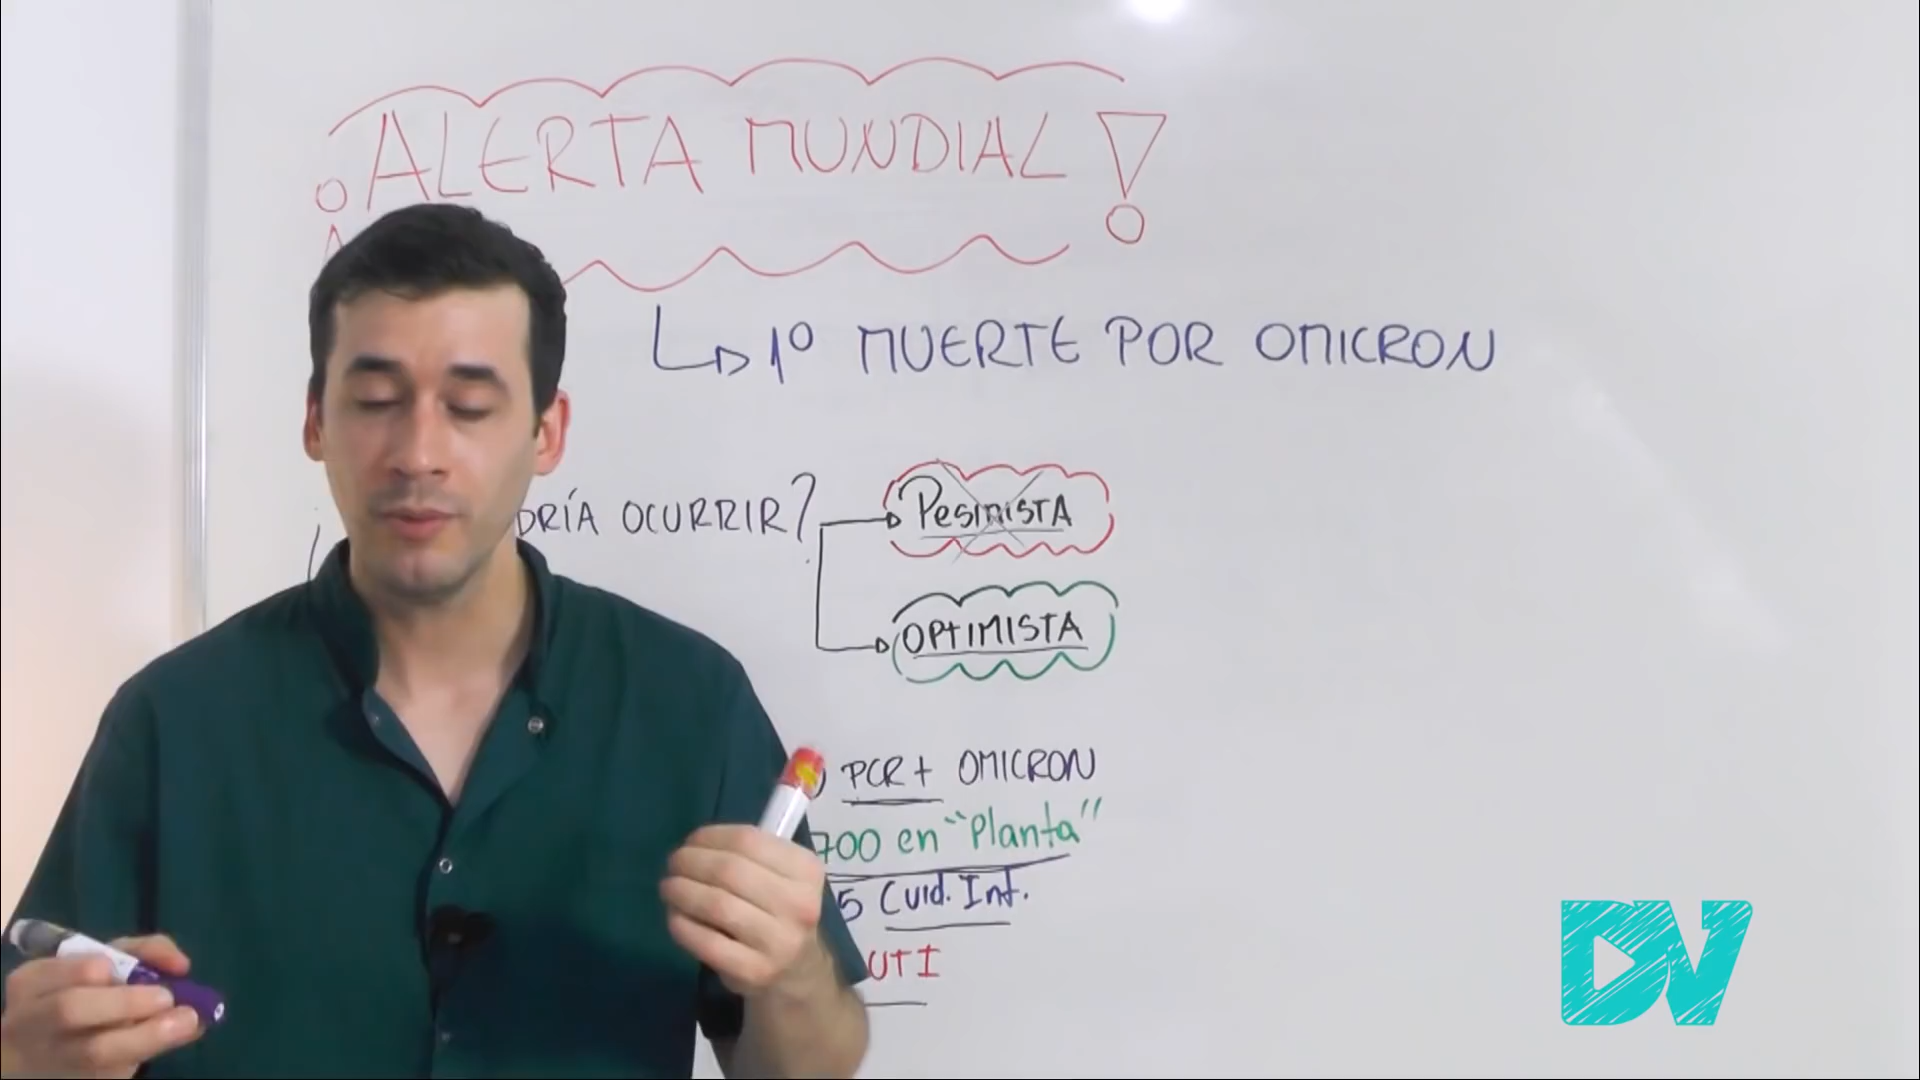 ¡ALERTA MUNDIAL!
1º MUERTE POR OMICRON
DRÍA OCURRIR?
PesimisTA
OPTIMISTA
PCR+ OMICRON
700 en "Planta"
5 Cuid. Int.
UTI
DV